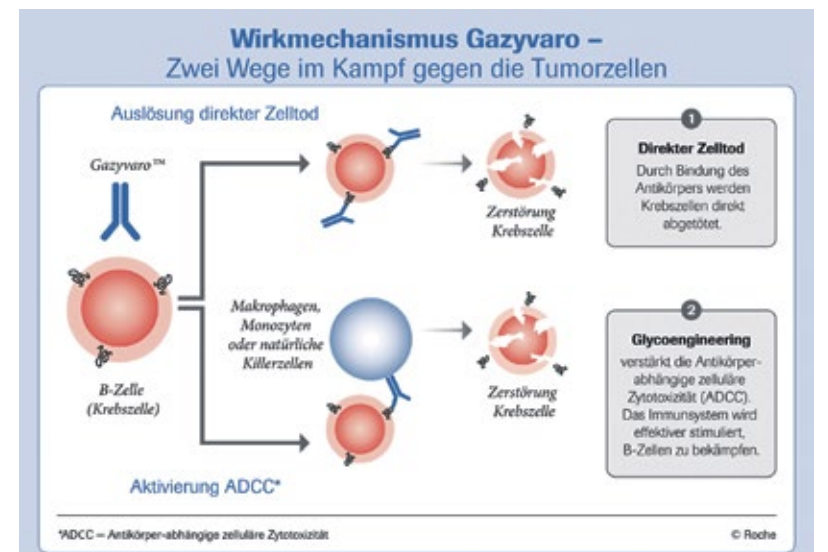 Wirkmechanismus Gazyvaro –
Zwei Wege im Kampf gegen die Tumorzellen
Auslösung direkter Zelltod
Gazyvaro™
B-Zelle
(Krebszelle)
Zerstörung
Krebszelle
1
Direkter Zelltod
Durch Bindung des
Antikörpers werden
Krebszellen direkt
abgetötet.
Makrophagen,
Monozyten
oder natürliche
Killerzellen
Zerstörung
Krebszelle
2
Glycoengineering
verstärkt die Antikörper-
abhängige zelluläre
Zytotoxizität (ADCC).
Das Immunsystem wird
effektiver stimuliert,
B-Zellen zu bekämpfen.
Aktivierung ADCC*
*ADCC = Antikörper-abhängige zelluläre Zytotoxizität
© Roche